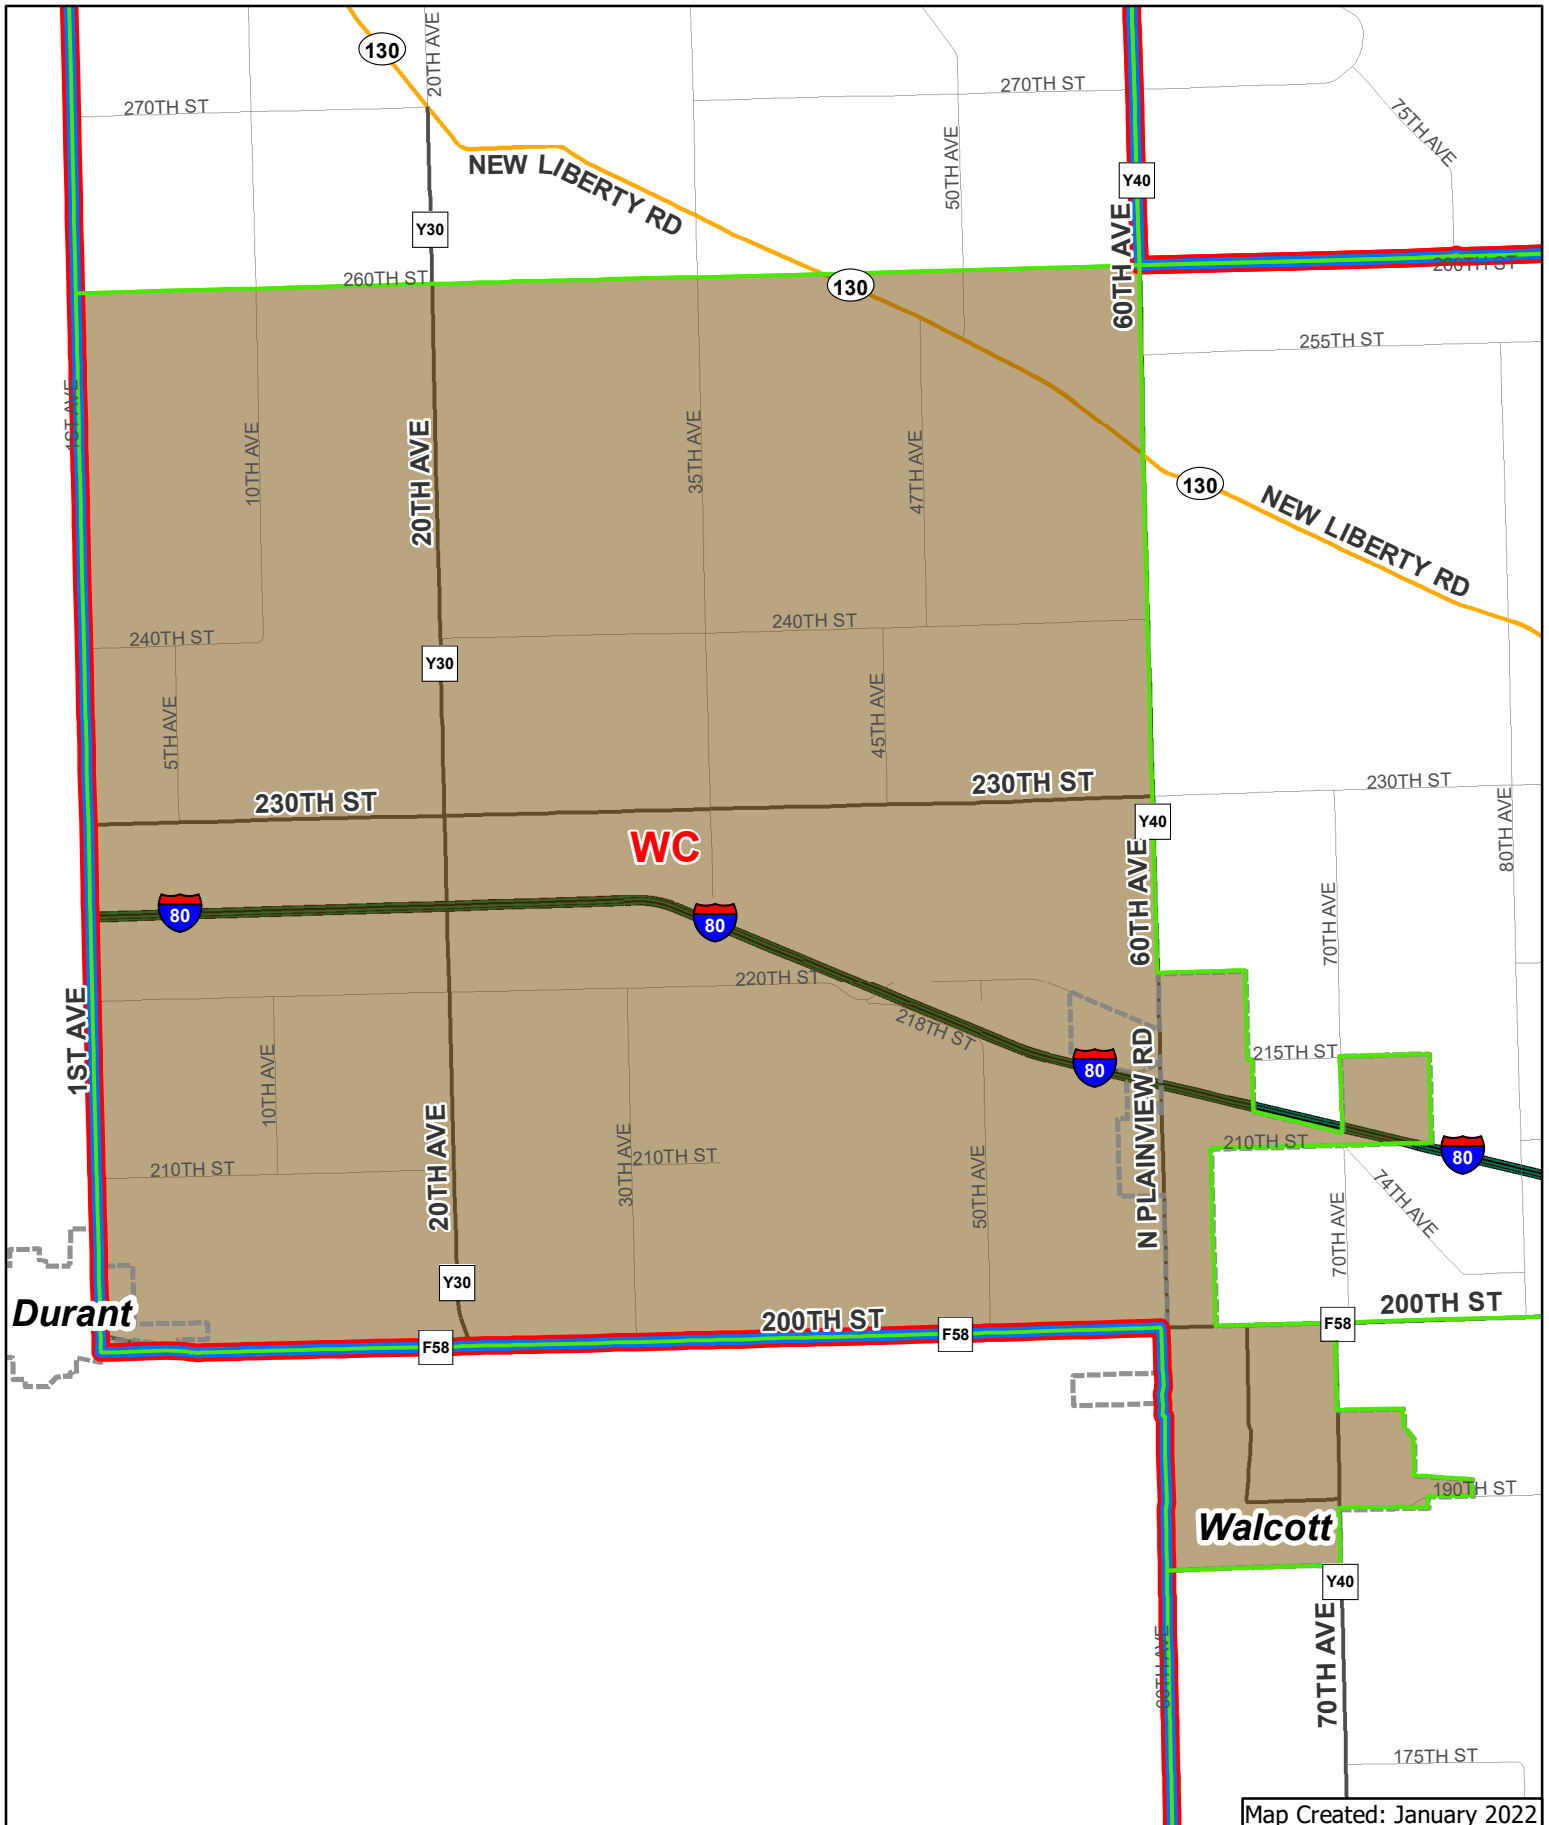 130
20TH AVE
270TH ST
270TH ST
75TH AVE
50TH AVE
NEW LIBERTY RD
Y40
Y30
60TH AVE
260TH ST
260TH ST
130
255TH ST
1ST AVE
10TH AVE
20TH AVE
35TH AVE
47TH AVE
130
NEW LIBERTY RD
240TH ST
240TH ST
Y30
5TH AVE
45TH AVE
230TH ST
230TH ST
230TH ST
Y40
80TH AVE
WC
60TH AVE
70TH AVE
80
80
220TH ST
218TH ST
1ST AVE
10TH AVE
N PLAINVIEW RD
215TH ST
80
20TH AVE
30TH AVE
210TH ST
210TH ST
210TH ST
50TH AVE
80
74TH AVE
70TH AVE
Y30
Durant
200TH ST
200TH ST
F58
F58
F58
190TH ST
Walcott
Y40
60TH AVE
70TH AVE
175TH ST
Map Created: January 2022